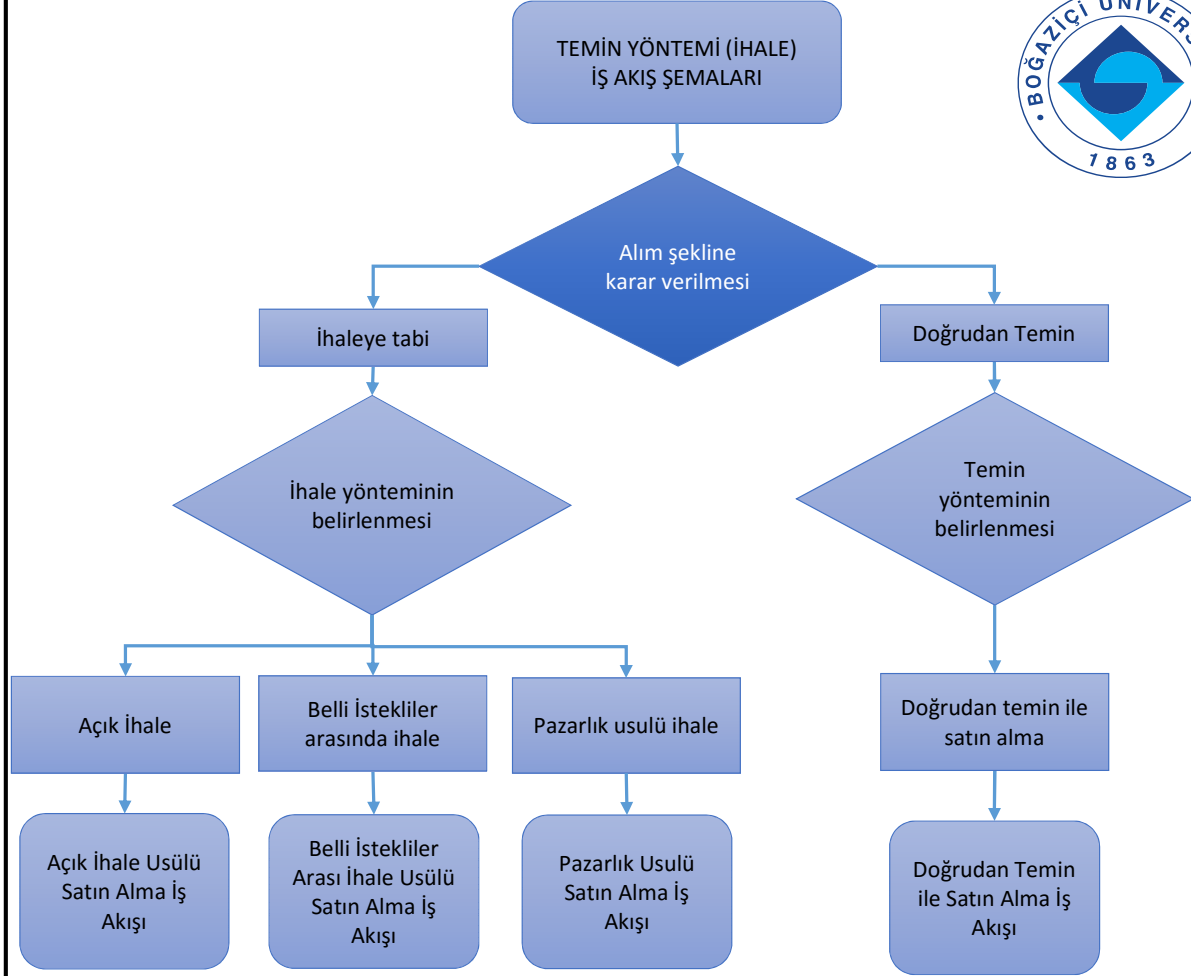 TEMİN YÖNTEMİ (İHALE)
İŞ AKIŞ ŞEMALARI
BOĞAZİÇİ
1863
Alım şekline
karar verilmesi
İhaleye tabi
Doğrudan Temin
İhale yönteminin
belirlenmesi
Temin
yönteminin
belirlenmesi
Açık İhale
Belli İstekliler
arasında ihale
Pazarlık usulü ihale
Doğrudan temin ile
satın alma
Açık İhale Usülü
Satın Alma İş
Akışı
Belli İstekliler
Arası İhale Usülü
Satın Alma İş
Akışı
Pazarlık Usulü
Satın Alma İş
Akışı
Doğrudan Temin
ile Satın Alma İş
Akışı